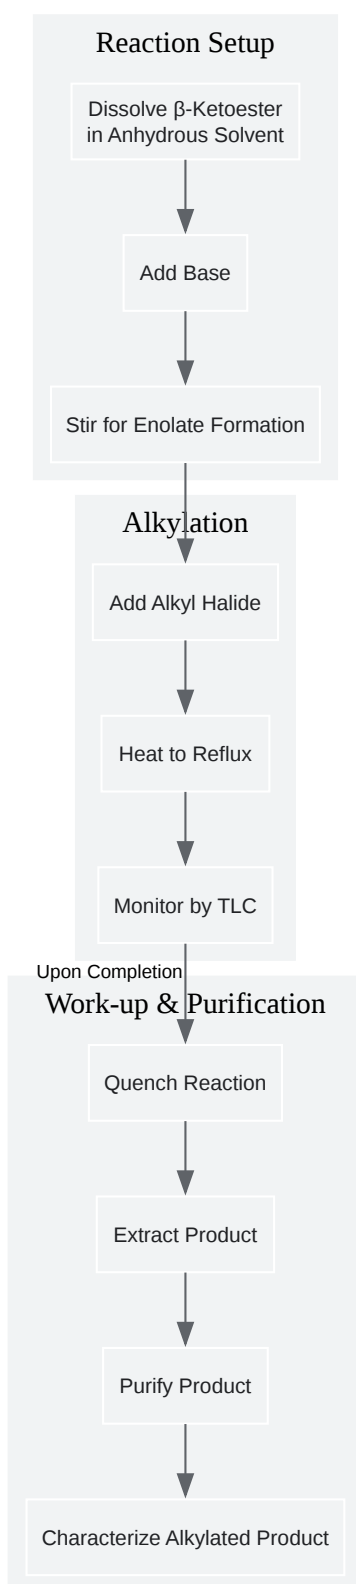 Reaction Setup
Dissolve β-Ketoester
in Anhydrous Solvent
Add Base
Stir for Enolate Formation
Alkylation
Add Alkyl Halide
Heat to Reflux
Monitor by TLC
Upon Completion
Work-up & Purification
Quench Reaction
Extract Product
Purify Product
Characterize Alkylated Product